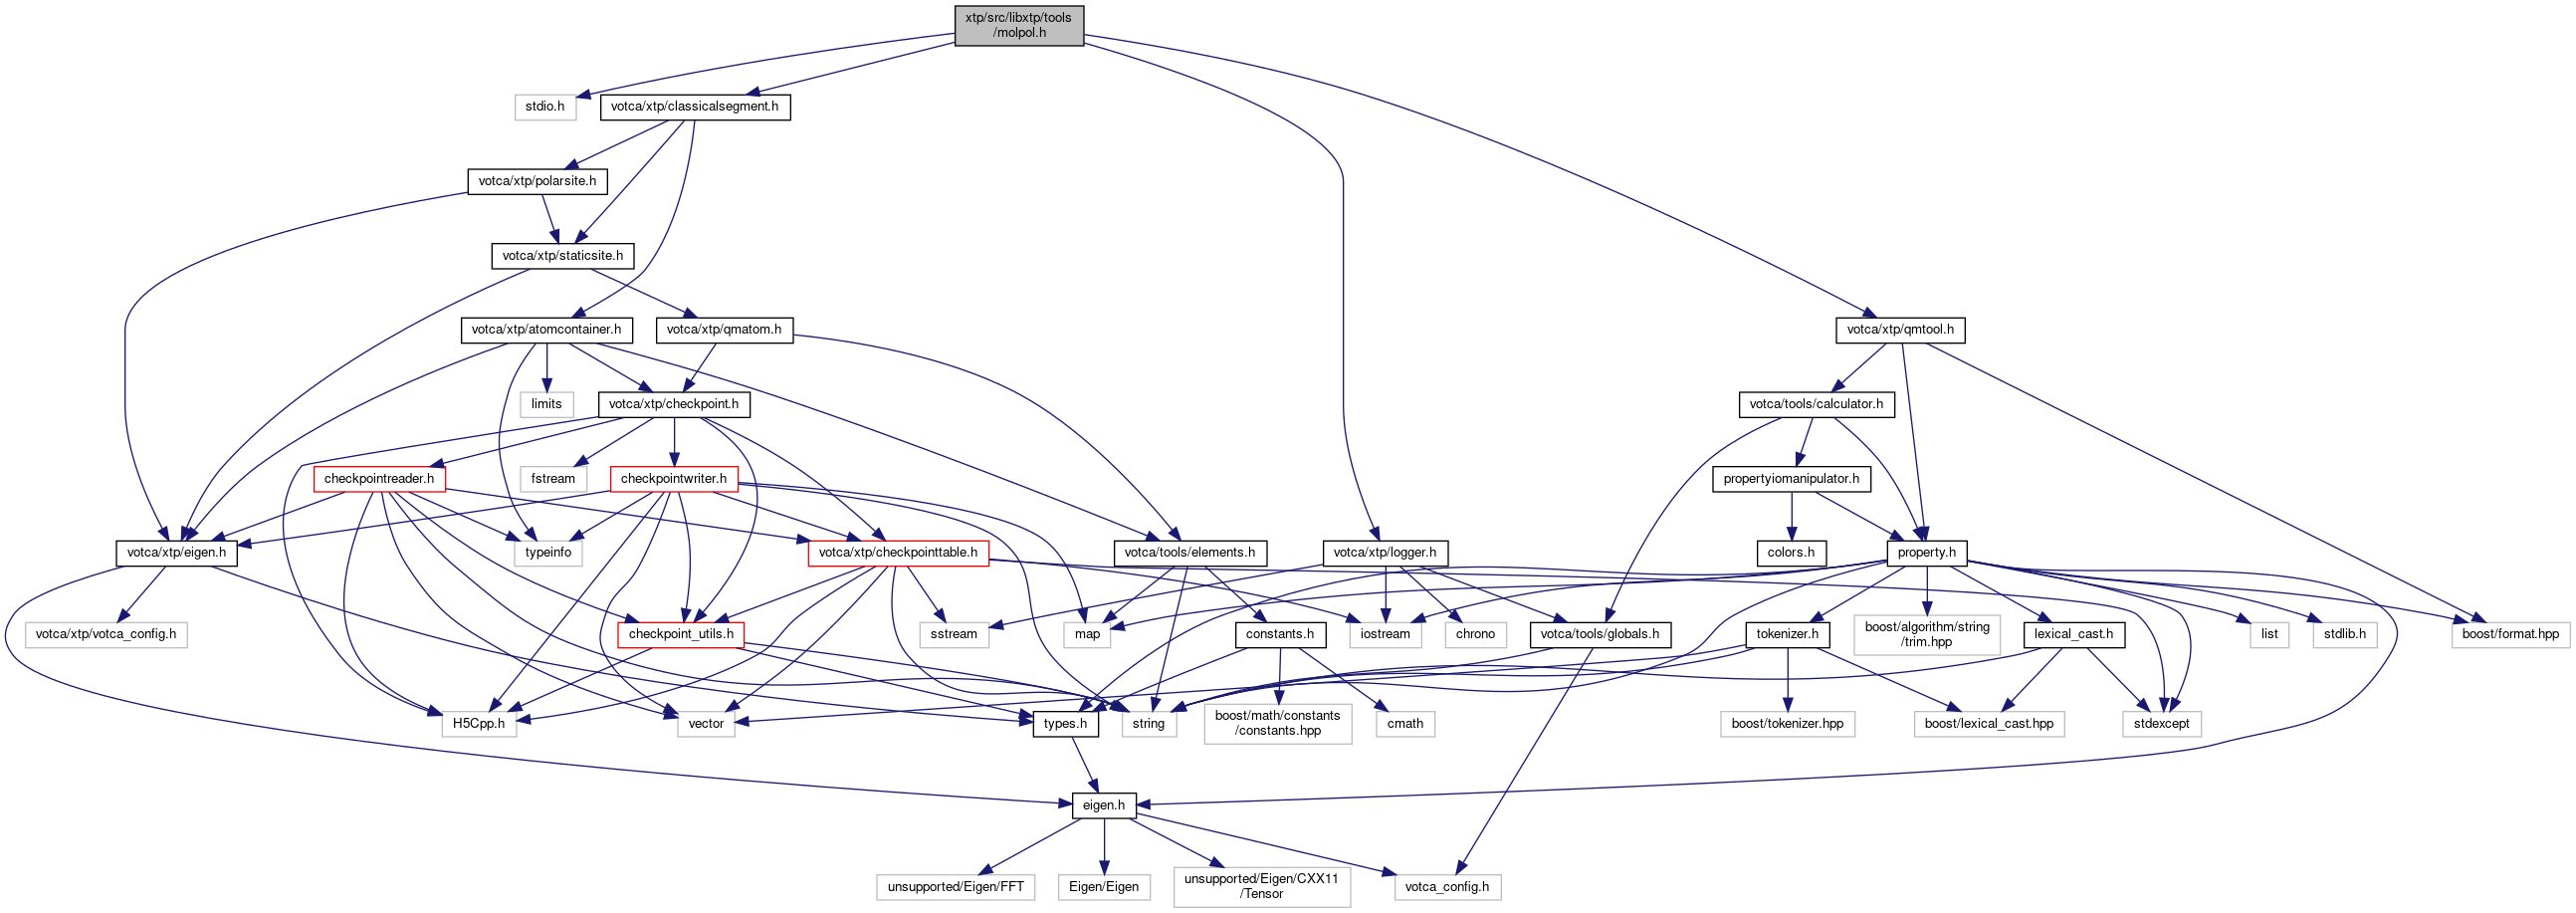 xtp/src/libxtp/tools
/molpol.h
stdio.h
votca/xtp/classicalsegment.h
votca/xtp/polarsite.h
votca/xtp/staticsite.h
votca/xtp/atomcontainer.h
votca/xtp/qmatom.h
votca/xtp/qmtool.h
limits
votca/xtp/checkpoint.h
votca/tools/calculator.h
checkpointreader.h
fstream
checkpointwriter.h
propertyiomanipulator.h
votca/xtp/eigen.h
typeinfo
votca/xtp/checkpointtable.h
votca/tools/elements.h
votca/xtp/logger.h
colors.h
property.h
votca/xtp/votca_config.h
checkpoint_utils.h
sstream
map
constants.h
iostream
chrono
votca/tools/globals.h
tokenizer.h
boost/algorithm/string
/trim.hpp
lexical_cast.h
list
stdlib.h
boost/format.hpp
H5Cpp.h
vector
types.h
string
boost/math/constants
/constants.hpp
cmath
boost/tokenizer.hpp
boost/lexical_cast.hpp
stdexcept
eigen.h
unsupported/Eigen/FFT
Eigen/Eigen
unsupported/Eigen/CXX11
/Tensor
votca_config.h